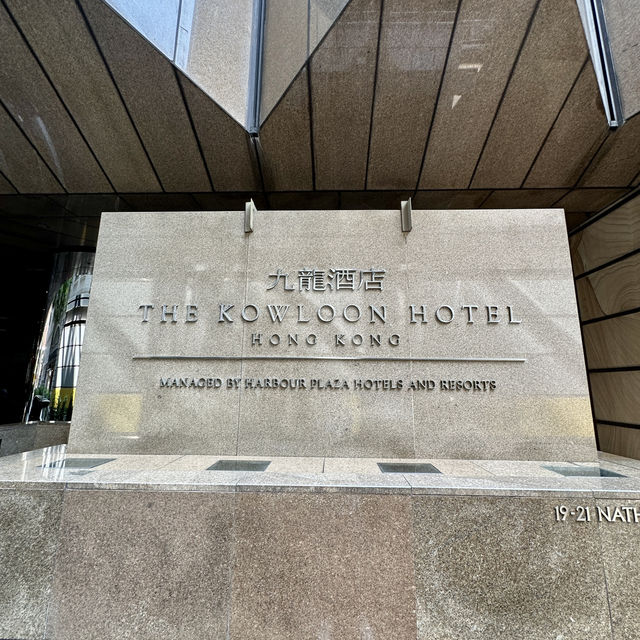 九龍酒店
THE KOWLOON HOTEL
HONG KONG
MANAGED BY HARBOUR PLAZA HOTELS AND RESORTS
19-21 NATH